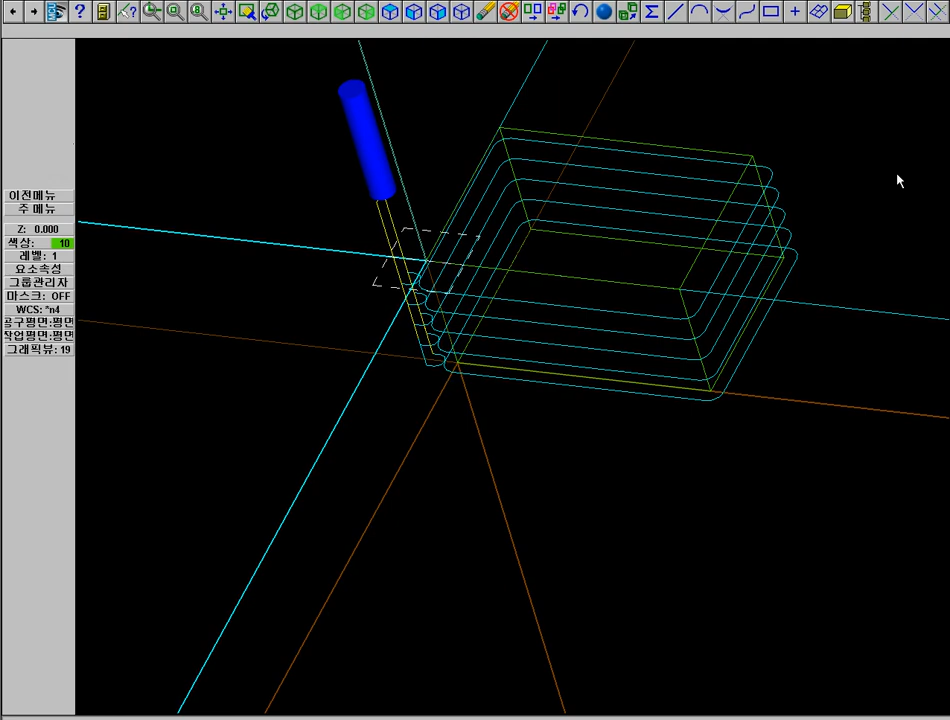 이전메뉴
주 메뉴
Z: 0.000
색상: 10
레벨: 1
요소속성
그룹관리자
마스크: OFF
WCS: *n4
공구평면:평면
작업평면:평면
그래픽뷰: 19